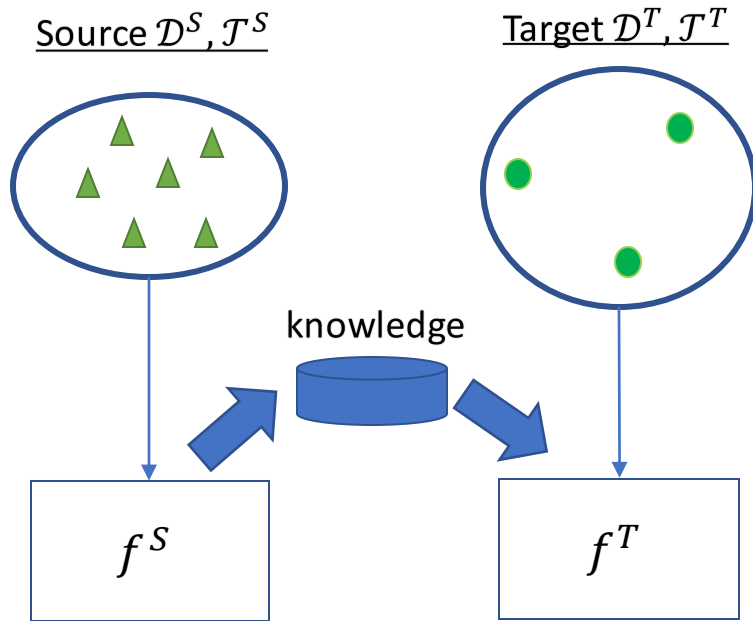 Source 𝒟^S, 𝒯^S
Target 𝒟^T, 𝒯^T
knowledge
f^S
f^T